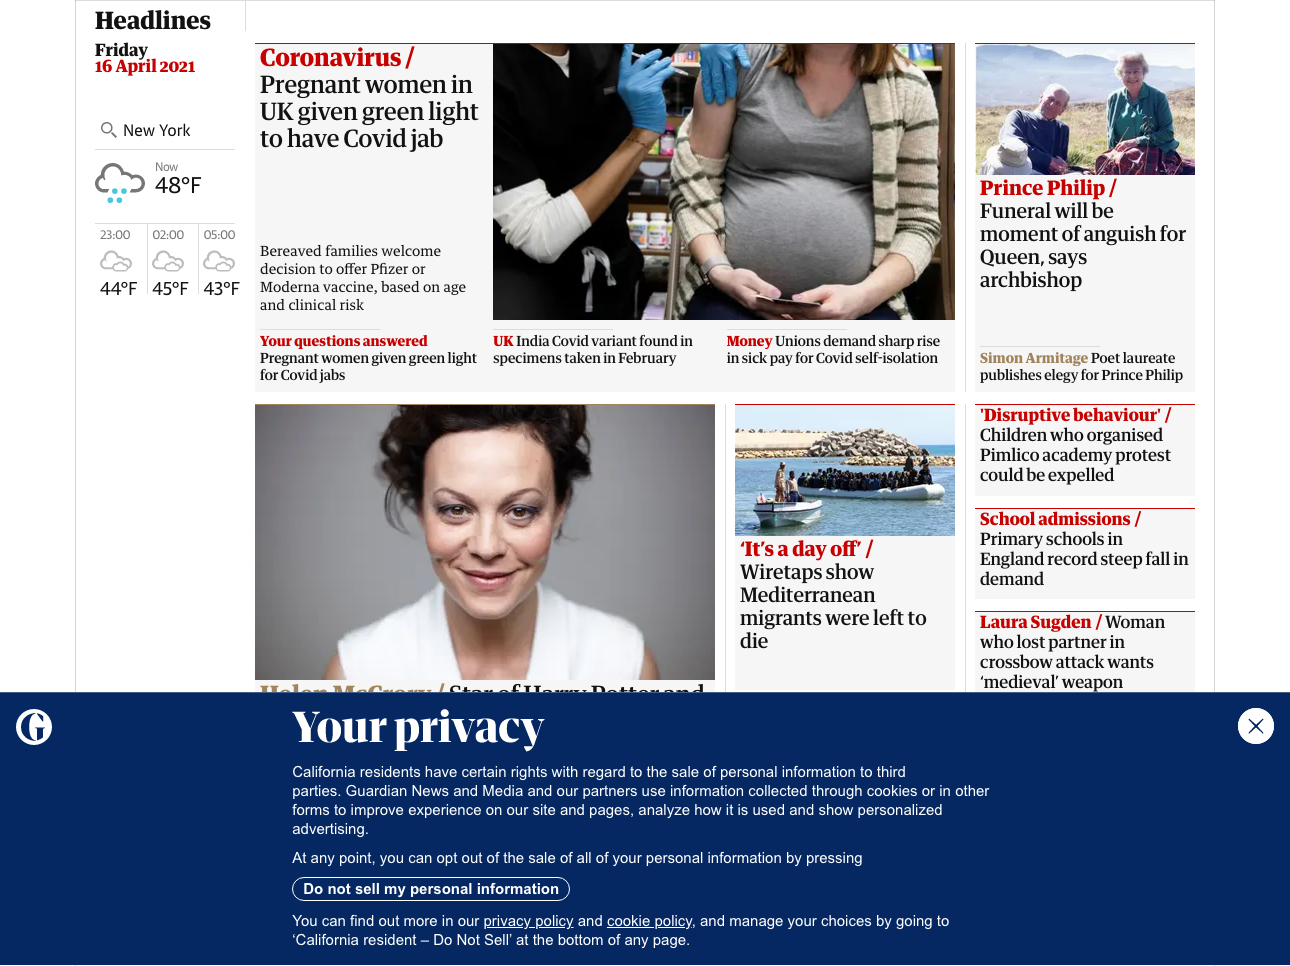 Headlines
Friday
16 April 2021
New York
Now
48°F
23:00
02:00
05:00
44°F
45°F
43°F
Coronavirus /
Pregnant women in
UK given green light
to have Covid jab
Bereaved families welcome
decision to offer Pfizer or
Moderna vaccine, based on age
and clinical risk
Your questions answered
Pregnant women given green light
for Covid jabs
UK India Covid variant found in
specimens taken in February
Money Unions demand sharp rise
in sick pay for Covid self-isolation
Prince Philip /
Funeral will be
moment of anguish for
Queen, says
archbishop
Simon Armitage Poet laureate
publishes elegy for Prince Philip
Helen McCrory / Star of Harry Potter and
‘It’s a day off’ /
Wiretaps show
Mediterranean
migrants were left to
die
'Disruptive behaviour' /
Children who organised
Pimlico academy protest
could be expelled
School admissions /
Primary schools in
England record steep fall in
demand
Laura Sugden / Woman
who lost partner in
crossbow attack wants
‘medieval’ weapon
Your privacy
California residents have certain rights with regard to the sale of personal information to third
parties. Guardian News and Media and our partners use information collected through cookies or in other
forms to improve experience on our site and pages, analyze how it is used and show personalized
advertising.
At any point, you can opt out of the sale of all of your personal information by pressing
Do not sell my personal information
You can find out more in our privacy policy and cookie policy, and manage your choices by going to
‘California resident – Do Not Sell’ at the bottom of any page.